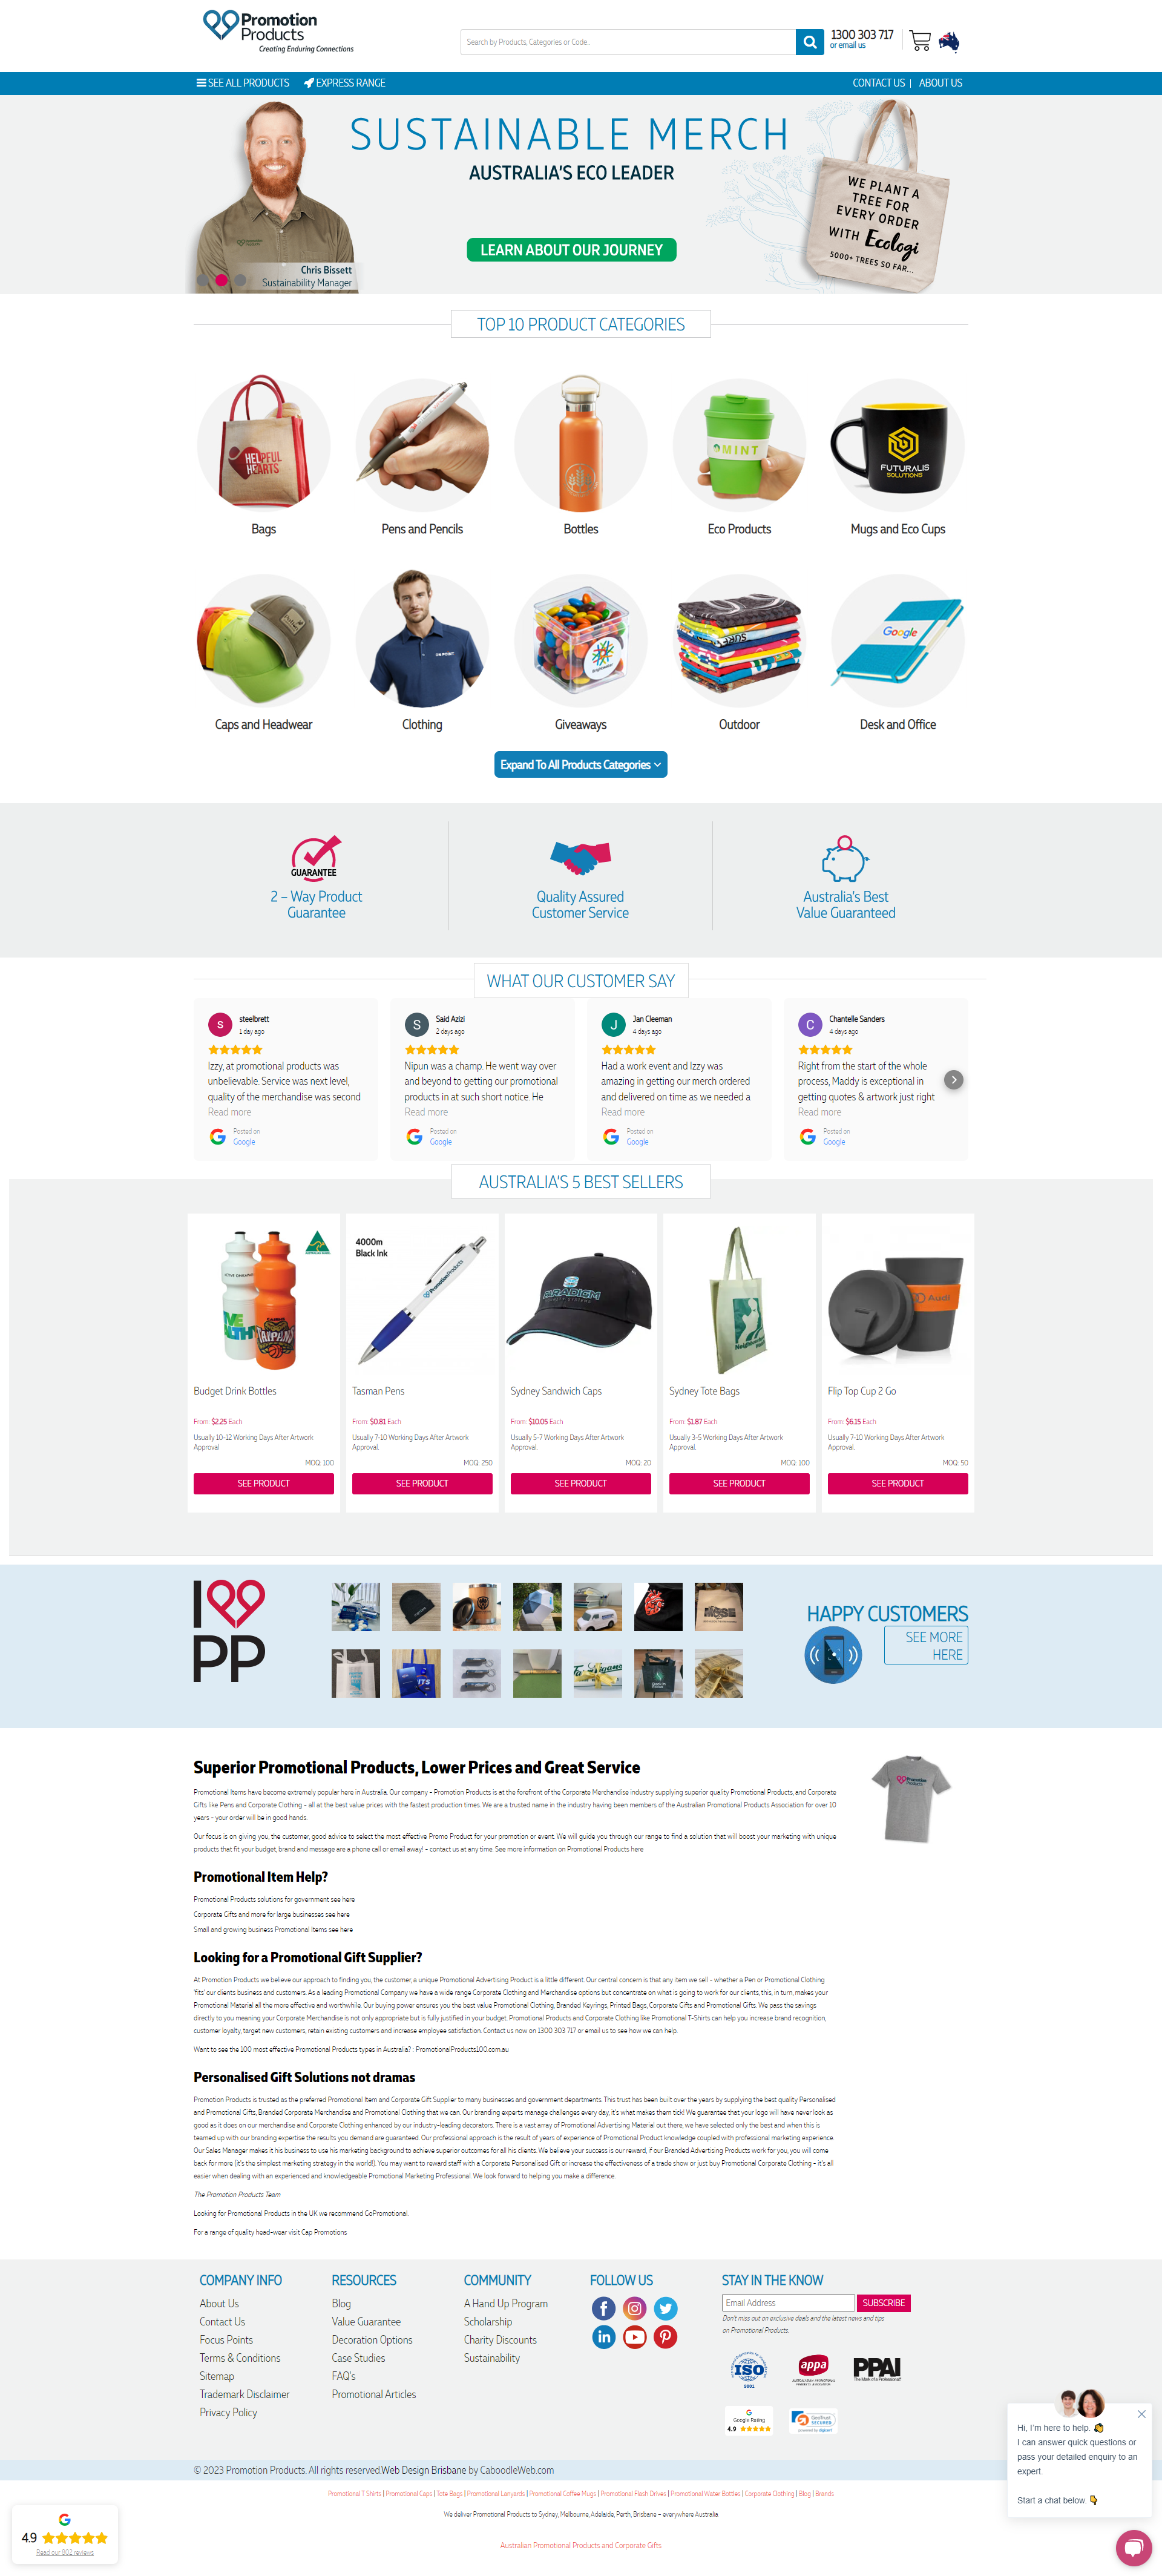 Promotion
Products
Creating Enduring Connections
Search by Products, Categories or Code..
1300 303 717
or email us
SEE ALL PRODUCTS
EXPRESS RANGE
CONTACT US | ABOUT US
SUSTAINABLE MERCH
AUSTRALIA'S ECO LEADER
LEARN ABOUT OUR JOURNEY
Chris Bissett
Sustainability Manager
WE PLANT A
TREE FOR
EVERY ORDER
WITH Ecologi
5000+ TREES SO FAR...
TOP 10 PRODUCT CATEGORIES
HELPFUL
HEARTS
MINT
FUTURALIS
SOLUTIONS
Bags
Pens and Pencils
Bottles
Eco Products
Mugs and Eco Cups
ON POINT
Google
Caps and Headwear
Clothing
Giveaways
Outdoor
Desk and Office
Expand To All Products Categories
GUARANTEE
2 – Way Product
Guarantee
Quality Assured
Customer Service
Australia's Best
Value Guaranteed
WHAT OUR CUSTOMER SAY
s
steelbrett
1 day ago
Izzy, at promotional products was
unbelievable. Service was next level,
quality of the merchandise was second
Read more
Posted on
Google
S
Said Azizi
2 days ago
Nipun was a champ. He went way over
and beyond to getting our promotional
products in at such short notice. He
Read more
Posted on
Google
J
Jan Cleeman
4 days ago
Had a work event and Izzy was
amazing in getting our merch ordered
and delivered on time as we needed a
Read more
Posted on
Google
C
Chantelle Sanders
4 days ago
Right from the start of the whole
process, Maddy is exceptional in
getting quotes & artwork just right
Read more
Posted on
Google
AUSTRALIA'S 5 BEST SELLERS
TAIPANS
4000m
Black Ink
PromotionProducts
PARADIGM
Audi
Budget Drink Bottles
From: $2.25 Each
Usually 10-12 Working Days After Artwork
Approval
MOQ: 100
SEE PRODUCT
Tasman Pens
From: $0.81 Each
Usually 7-10 Working Days After Artwork
Approval.
MOQ: 250
SEE PRODUCT
Sydney Sandwich Caps
From: $10.05 Each
Usually 5-7 Working Days After Artwork
Approval.
MOQ: 20
SEE PRODUCT
Sydney Tote Bags
From: $1.87 Each
Usually 3-5 Working Days After Artwork
Approval.
MOQ: 100
SEE PRODUCT
Flip Top Cup 2 Go
From: $6.15 Each
Usually 7-10 Working Days After Artwork
Approval.
MOQ: 50
SEE PRODUCT
I
PP
HAPPY CUSTOMERS
SEE MORE
HERE
Superior Promotional Products, Lower Prices and Great Service
Promotional Items have become extremely popular here in Australia. Our company - Promotion Products is at the forefront of the Corporate Merchandise industry supplying superior quality Promotional Products, and Corporate
Gifts like Pens and Corporate Clothing - all at the best value prices with the fastest production times. We are a trusted name in the industry having been members of the Australian Promotional Products Association for over 10
years - your order will be in good hands.
Our focus is on giving you, the customer, good advice to select the most effective Promo Product for your promotion or event. We will guide you through our range to find a solution that will boost your marketing with unique
products that fit your budget, brand and message are a phone call or email away! - contact us at any time. See more information on Promotional Products here
Promotion
Products
Promotional Item Help?
Promotional Products solutions for government see here
Corporate Gifts and more for large businesses see here
Small and growing business Promotional Items see here
Looking for a Promotional Gift Supplier?
At Promotion Products we believe our approach to finding you, the customer, a unique Promotional Advertising Product is a little different. Our central concern is that any item we sell - whether a Pen or Promotional Clothing
'fits' our clients business and customers. As a leading Promotional Company we have a wide range Corporate Clothing and Merchandise options but concentrate on what is going to work for our clients, this, in turn, makes your
Promotional Material all the more effective and worthwhile. Our buying power ensures you the best value Promotional Clothing, Branded Keyrings, Printed Bags, Corporate Gifts and Promotional Gifts. We pass the savings
directly to you meaning your Corporate Merchandise is not only appropriate but is fully justified in your budget. Promotional Products and Corporate Clothing like Promotional T-Shirts can help you increase brand recognition,
customer loyalty, target new customers, retain existing customers and increase employee satisfaction. Contact us now on 1300 303 717 or email us to see how we can help.
Want to see the 100 most effective Promotional Products types in Australia? : PromotionalProducts100.com.au
Personalised Gift Solutions not dramas
Promotion Products is trusted as the preferred Promotional Item and Corporate Gift Supplier to many businesses and government departments. This trust has been built over the years by supplying the best quality Personalised
and Promotional Gifts, Branded Corporate Merchandise and Promotional Clothing that we can. Our branding experts manage challenges every day, it's what makes them tick! We guarantee that your logo will have never look as
good as it does on our merchandise and Corporate Clothing enhanced by our industry-leading decorators. There is a vast array of Promotional Advertising Material out there, we have selected only the best and when this is
teamed up with our branding expertise the results you demand are guaranteed. Our professional approach is the result of years of experience of Promotional Product knowledge coupled with professional marketing experience.
Our Sales Manager makes it his business to use his marketing background to achieve superior outcomes for all his clients. We believe your success is our reward, if our Branded Advertising Products work for you, you will come
back for more (it's the simplest marketing strategy in the world!). You may want to reward staff with a Corporate Personalised Gift or increase the effectiveness of a trade show or just buy Promotional Corporate Clothing - it's all
easier when dealing with an experienced and knowledgeable Promotional Marketing Professional. We look forward to helping you make a difference.
The Promotion Products Team
Looking for Promotional Products in the UK we recommend GoPromotional.
For a range of quality head-wear visit Cap Promotions
COMPANY INFO
About Us
Contact Us
Focus Points
Terms & Conditions
Sitemap
Trademark Disclaimer
Privacy Policy
RESOURCES
Blog
Value Guarantee
Decoration Options
Case Studies
FAQ's
Promotional Articles
COMMUNITY
A Hand Up Program
Scholarship
Charity Discounts
Sustainability
FOLLOW US
STAY IN THE KNOW
Email Address
SUBSCRIBE
Don't miss out on exclusive deals and the latest news and tips
on Promotional Products.
ISO
9001
appa
PPAI
Google Rating
4.9
GeoTrust
SECURED
Hi, I'm here to help.
I can answer quick questions or
pass your detailed enquiry to an
expert.
Start a chat below.
© 2023 Promotion Products. All rights reserved.Web Design Brisbane by CaboodleWeb.com
Promotional T Shirts | Promotional Caps | Tote Bags | Promotional Lanyards | Promotional Coffee Mugs | Promotional Flash Drives | Promotional Water Bottles | Corporate Clothing | Blog | Brands
We deliver Promotional Products to Sydney, Melbourne, Adelaide, Perth, Brisbane - everywhere Australia
Australian Promotional Products and Corporate Gifts
4.9
Read our 802 reviews